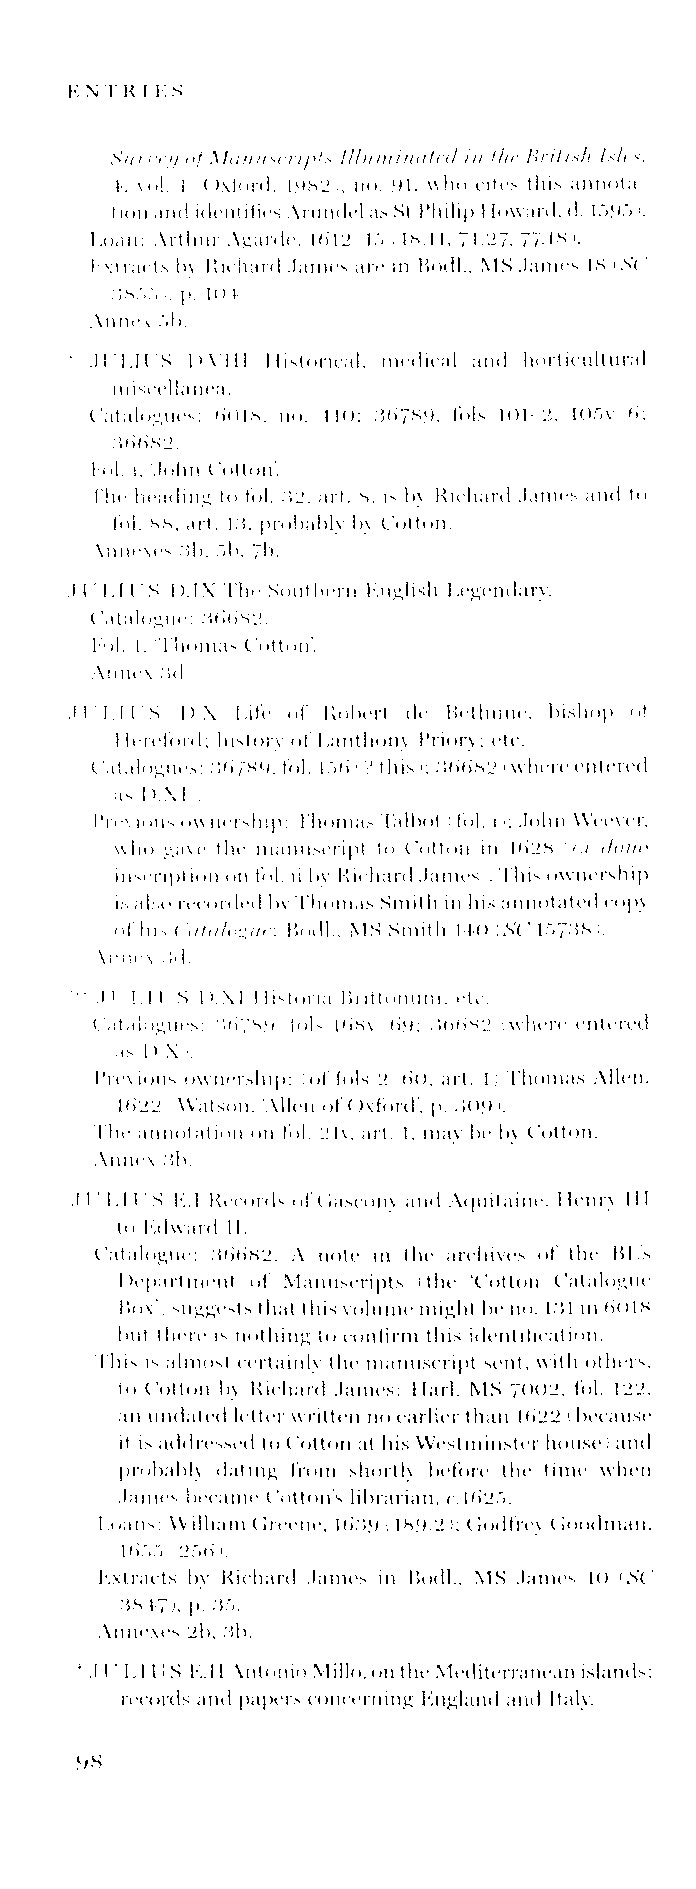 ENTRIES
Survey of Manuscripts Illuminated in the British Isles,
4, vol. 1 (Oxford, 1982), no. 91, who cites this annota-
tion and identifies Arundel as St Philip Howard, d. 1595).
Loan: Arthur Agarde, 1612–15 (48.11, 71.27, 77.18).
Extracts by Richard James are in Bodl., MS James 18 (SC
3855), p. 104.
Annex 5b.
* JULIUS D.VIII Historical, medical and horticultural
miscellanea.
Catalogues: 6018, no. 410; 36789, fols 101–2, 105v–6;
36682.
Fol. 1, 'John Cotton'.
The heading to fol. 32, art. 8, is by Richard James and to
fol. 88, art. 13, probably by Cotton.
Annexes 3b, 5b, 7b.
JULIUS D.IX The Southern English Legendary.
Catalogue: 36682.
Fol. 1, 'Thomas Cotton'.
Annex 3d.
JULIUS D.X Life of Robert de Bethune, bishop of
Hereford; history of Lanthony Priory; etc.
Catalogues: 36789, fol. 156 (? this); 36682 (where entered
as D.XI).
Previous ownership: Thomas Talbot (fol. 1); John Weever,
who gave the manuscript to Cotton in 1628 (ex dono
inscription on fol. ii by Richard James). This ownership
is also recorded by Thomas Smith in his annotated copy
of his Catalogue: Bodl., MS Smith 140 (SC 15738).
Annex 3d.
** JULIUS D.XI Historia Brittonum, etc.
Catalogues: 36789, fols 168v–69; 36682 (where entered
as D.X).
Previous ownership: (of fols 2–60, art. 1) Thomas Allen,
1622 (Watson, 'Allen of Oxford', p. 309).
The annotation on fol. 24v, art. 1, may be by Cotton.
Annex 3b.
JULIUS E.I Records of Gascony and Aquitaine, Henry III
to Edward II.
Catalogue: 36682. A note in the archives of the BL's
Department of Manuscripts (the 'Cotton Catalogue
Box') suggests that this volume might be no. 131 in 6018
but there is nothing to confirm this identification.
This is almost certainly the manuscript sent, with others,
to Cotton by Richard James: Harl. MS 7002, fol. 122,
an undated letter written no earlier than 1622 (because
it is addressed to Cotton at his Westminster house) and
probably dating from shortly before the time when
James became Cotton's librarian, c.1625.
Loans: William Greene, 1639 (189.2); Godfrey Goodman,
1655 (256).
Extracts by Richard James in Bodl., MS James 10 (SC
3847), p. 35.
Annexes 2b, 3b.
* JULIUS E.II Antonio Millo, on the Mediterranean islands;
records and papers concerning England and Italy.
98